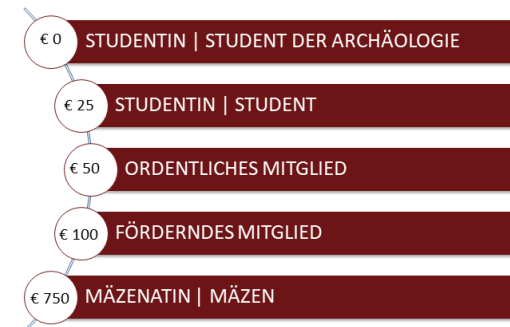 € 0 STUDENTIN | STUDENT DER ARCHÄOLOGIE
€ 25 STUDENTIN | STUDENT
€ 50 ORDENTLICHES MITGLIED
€ 100 FÖRDERNDES MITGLIED
€ 750 MÄZENATIN | MÄZEN